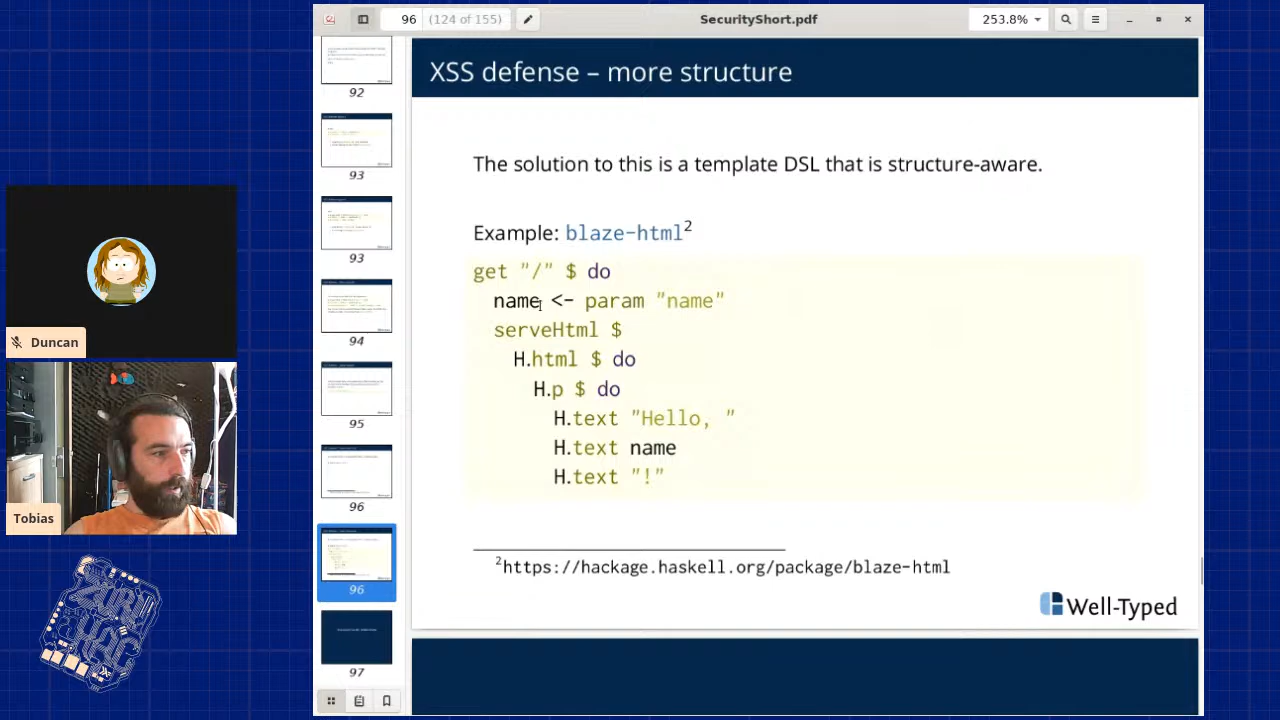 96 (124 of 155)
SecurityShort.pdf
253.8%
92
93
93
94
95
96
96
97
Duncan
Tobias
XSS defense – more structure
The solution to this is a template DSL that is structure-aware.
Example: blaze-html2
get "/" $ do
name <- param "name"
serveHtml $
H.html $ do
H.p $ do
H.text "Hello, "
H.text name
H.text "!"
2https://hackage.haskell.org/package/blaze-html
Well-Typed